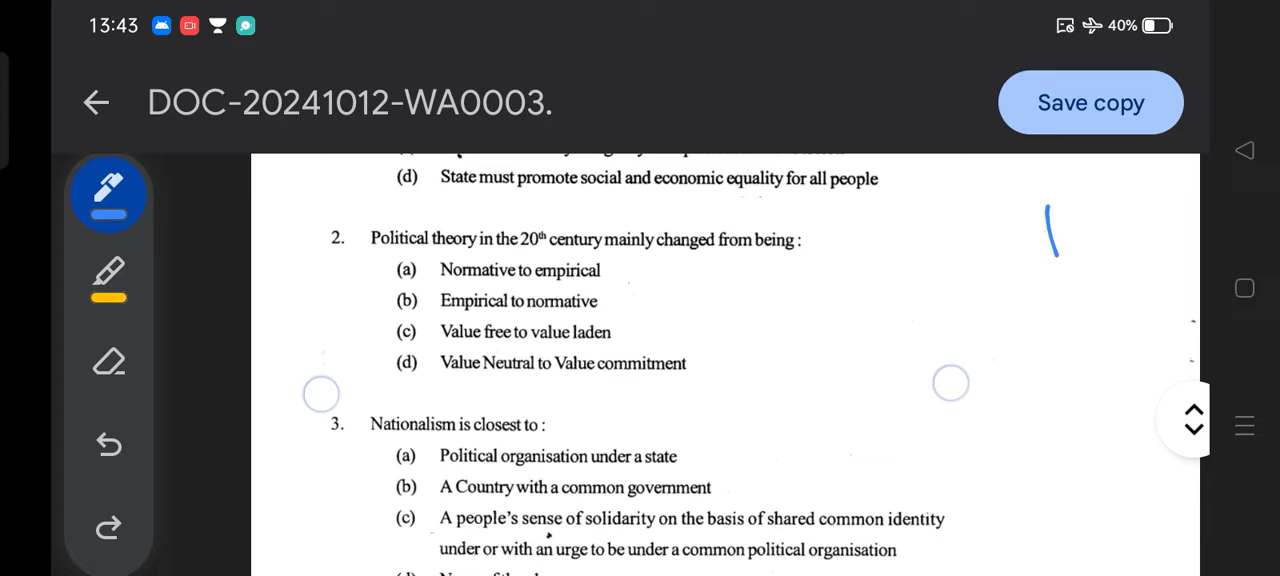 13:43
40%
DOC-20241012-WA0003.
Save copy
(d) State must promote social and economic equality for all people
2. Political theory in the 20th century mainly changed from being :
(a) Normative to empirical
(b) Empirical to normative
(c) Value free to value laden
(d) Value Neutral to Value commitment
3. Nationalism is closest to :
(a) Political organisation under a state
(b) A Country with a common government
(c) A people's sense of solidarity on the basis of shared common identity
under or with an urge to be under a common political organisation